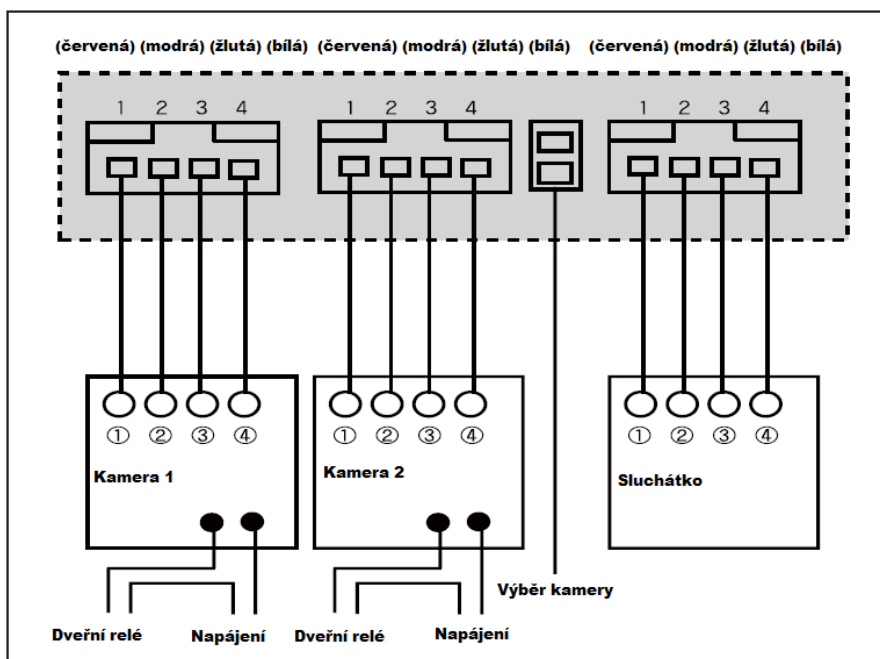 (červená) (modrá) (žlutá) (bílá) (červená) (modrá) (žlutá) (bílá) (červená) (modrá) (žlutá) (bílá)
1 2 3 4 1 2 3 4 1 2 3 4
① ② ③ ④ ① ② ③ ④ ① ② ③ ④
Kamera 1 Kamera 2 Sluchátko
Výběr kamery
Dveřní relé Napájení Dveřní relé Napájení